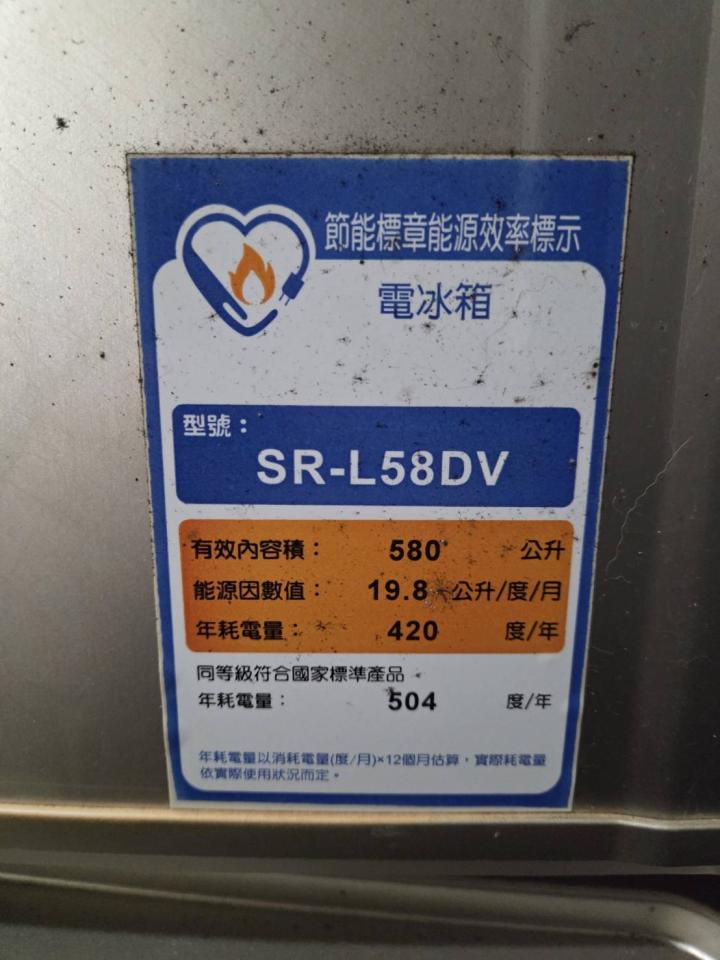 節能標章能源效率標示
電冰箱
型號：
SR-L58DV
有效內容積： 580 公升
能源因數值： 19.8 公升/度/月
年耗電量： 420 度/年
同等級符合國家標準產品
年耗電量： 504 度/年
年耗電量以消耗電量(度/月)×12個月估算，實際耗電量
依實際使用狀況而定。